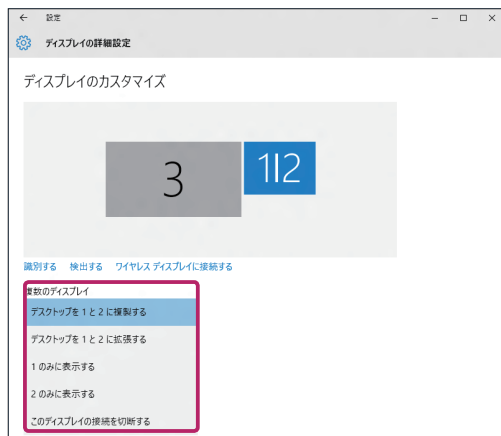 設定
ディスプレイの詳細設定
ディスプレイのカスタマイズ
3
1|2
識別する 検出する ワイヤレス ディスプレイに接続する
複数のディスプレイ
デスクトップを 1 と 2 に複製する
デスクトップを 1 と 2 に拡張する
1 のみに表示する
2 のみに表示する
このディスプレイの接続を切断する